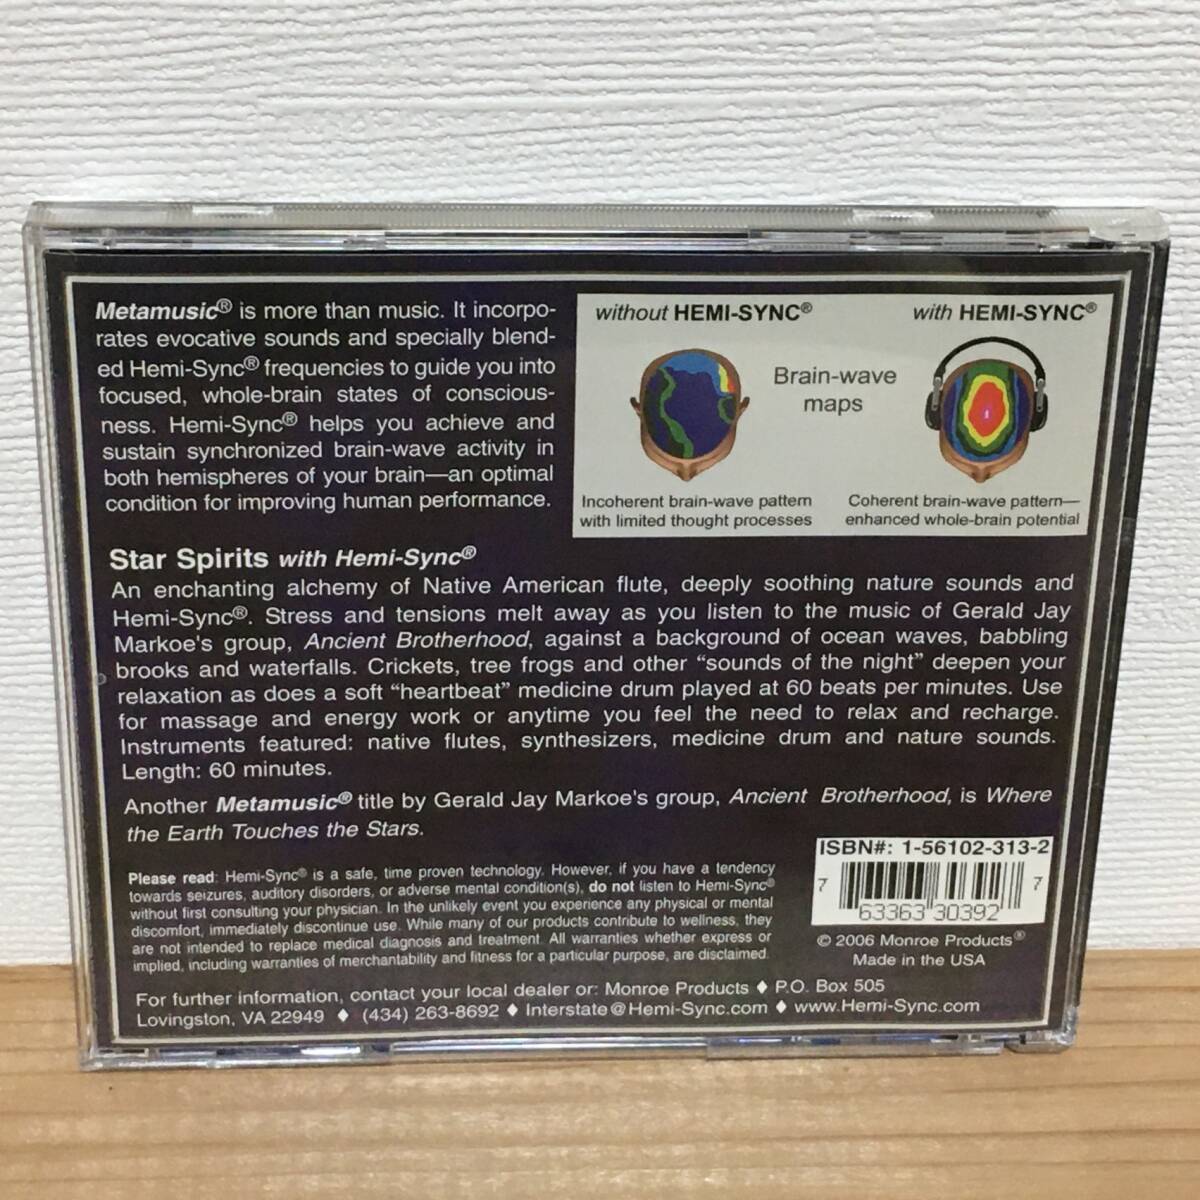 Metamusic® is more than music. It incorpo-
rates evocative sounds and specially blend-
ed Hemi-Sync® frequencies to guide you into
focused, whole-brain states of conscious-
ness. Hemi-Sync® helps you achieve and
sustain synchronized brain-wave activity in
both hemispheres of your brain—an optimal
condition for improving human performance.
without HEMI-SYNC®
with HEMI-SYNC®
Brain-wave
maps
Incoherent brain-wave pattern
with limited thought processes
Coherent brain-wave pattern—
enhanced whole-brain potential
Star Spirits with Hemi-Sync®
An enchanting alchemy of Native American flute, deeply soothing nature sounds and
Hemi-Sync®. Stress and tensions melt away as you listen to the music of Gerald Jay
Markoe's group, Ancient Brotherhood, against a background of ocean waves, babbling
brooks and waterfalls. Crickets, tree frogs and other “sounds of the night” deepen your
relaxation as does a soft “heartbeat” medicine drum played at 60 beats per minutes. Use
for massage and energy work or anytime you feel the need to relax and recharge.
Instruments featured: native flutes, synthesizers, medicine drum and nature sounds.
Length: 60 minutes.
Another Metamusic® title by Gerald Jay Markoe's group, Ancient Brotherhood, is Where
the Earth Touches the Stars.
Please read: Hemi-Sync® is a safe, time proven technology. However, if you have a tendency
towards seizures, auditory disorders, or adverse mental condition(s), do not listen to Hemi-Sync®
without first consulting your physician. In the unlikely event you experience any physical or mental
discomfort, immediately discontinue use. While many of our products contribute to wellness, they
are not intended to replace medical diagnosis and treatment. All warranties whether express or
implied, including warranties of merchantability and fitness for a particular purpose, are disclaimed.
ISBN#: 1-56102-313-2
7 63363 30392 7
© 2006 Monroe Products®
Made in the USA
For further information, contact your local dealer or: Monroe Products ♦ P.O. Box 505
Lovingston, VA 22949 ♦ (434) 263-8692 ♦ Interstate@Hemi-Sync.com ♦ www.Hemi-Sync.com